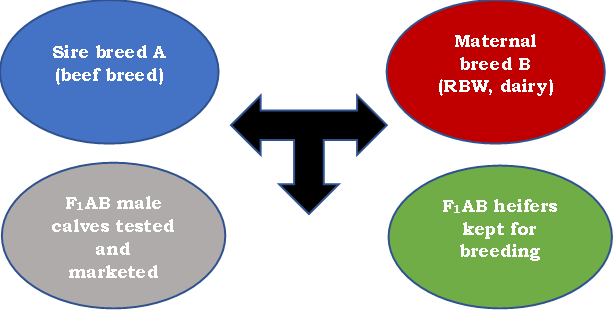 Sire breed A
(beef breed)
Maternal
breed B
(RBW, dairy)
F₁AB male
calves tested
and
marketed
F₁AB heifers
kept for
breeding